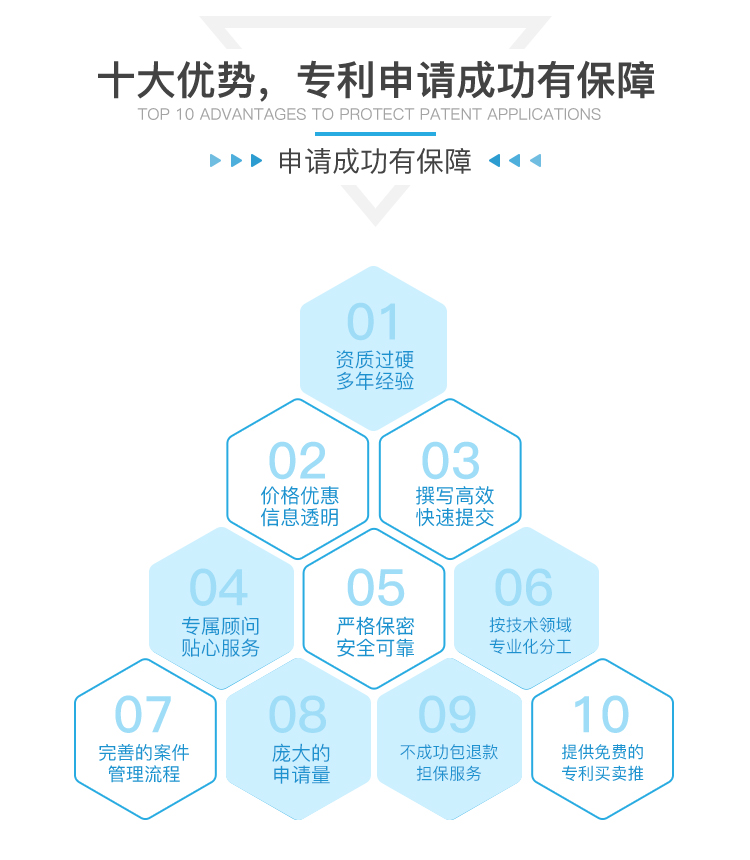 十大优势，专利申请成功有保障
TOP 10 ADVANTAGES TO PROTECT PATENT APPLICATIONS
申请成功有保障
01
资质过硬
多年经验
02
价格优惠
信息透明
03
撰写高效
快速提交
04
专属顾问
贴心服务
05
严格保密
安全可靠
06
按技术领域
专业化分工
07
完善的案件
管理流程
08
庞大的
申请量
09
不成功包退款
担保服务
10
提供免费的
专利买卖推